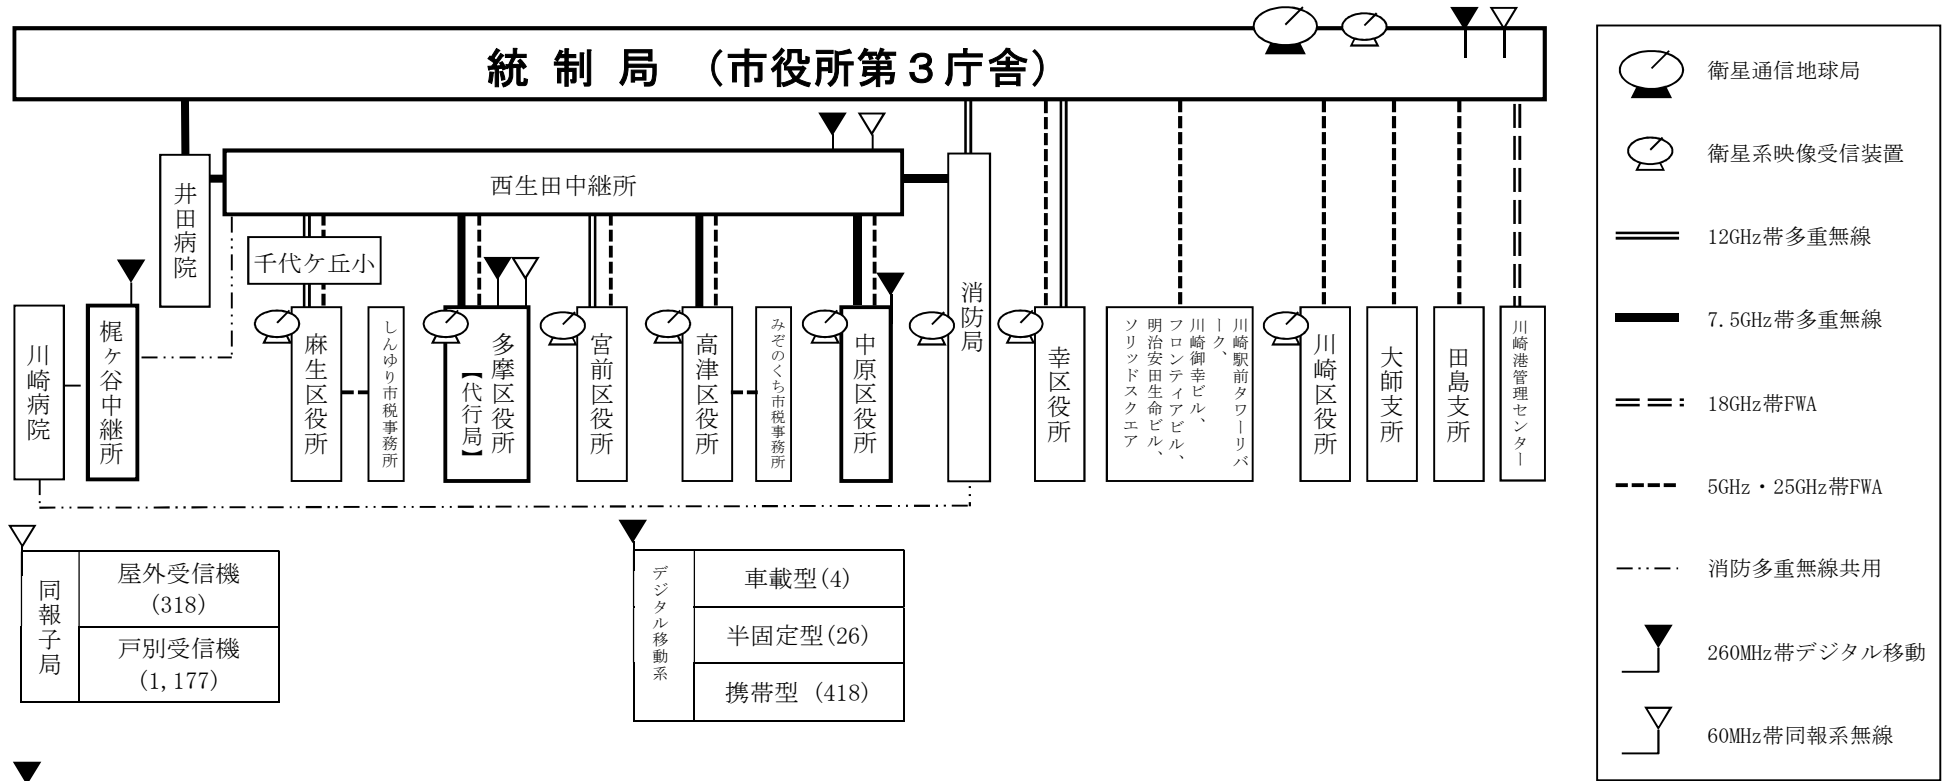 統制局 （市役所第３庁舎）
西生田中継所
井田病院
千代ケ丘小
川崎病院
梶ヶ谷中継所
麻生区役所
しんゆり市税事務所
多摩区役所
【代行局】
宮前区役所
高津区役所
みぞのくち市税事務所
中原区役所
消防局
幸区役所
川崎駅前タワーリバ
ーク、
川崎御幸ビル、
フロンティアビル、
明治安田生命ビル、
ソリッドスクエア
川崎区役所
大師支所
田島支所
川崎港管理センター
同報子局
屋外受信機
(318)
戸別受信機
(1,177)
デジタル移動系
車載型(4)
半固定型(26)
携帯型 (418)
衛星通信地球局
衛星系映像受信装置
12GHz帯多重無線
7.5GHz帯多重無線
18GHz帯FWA
5GHz・25GHz帯FWA
消防多重無線共用
260MHz帯デジタル移動
60MHz帯同報系無線